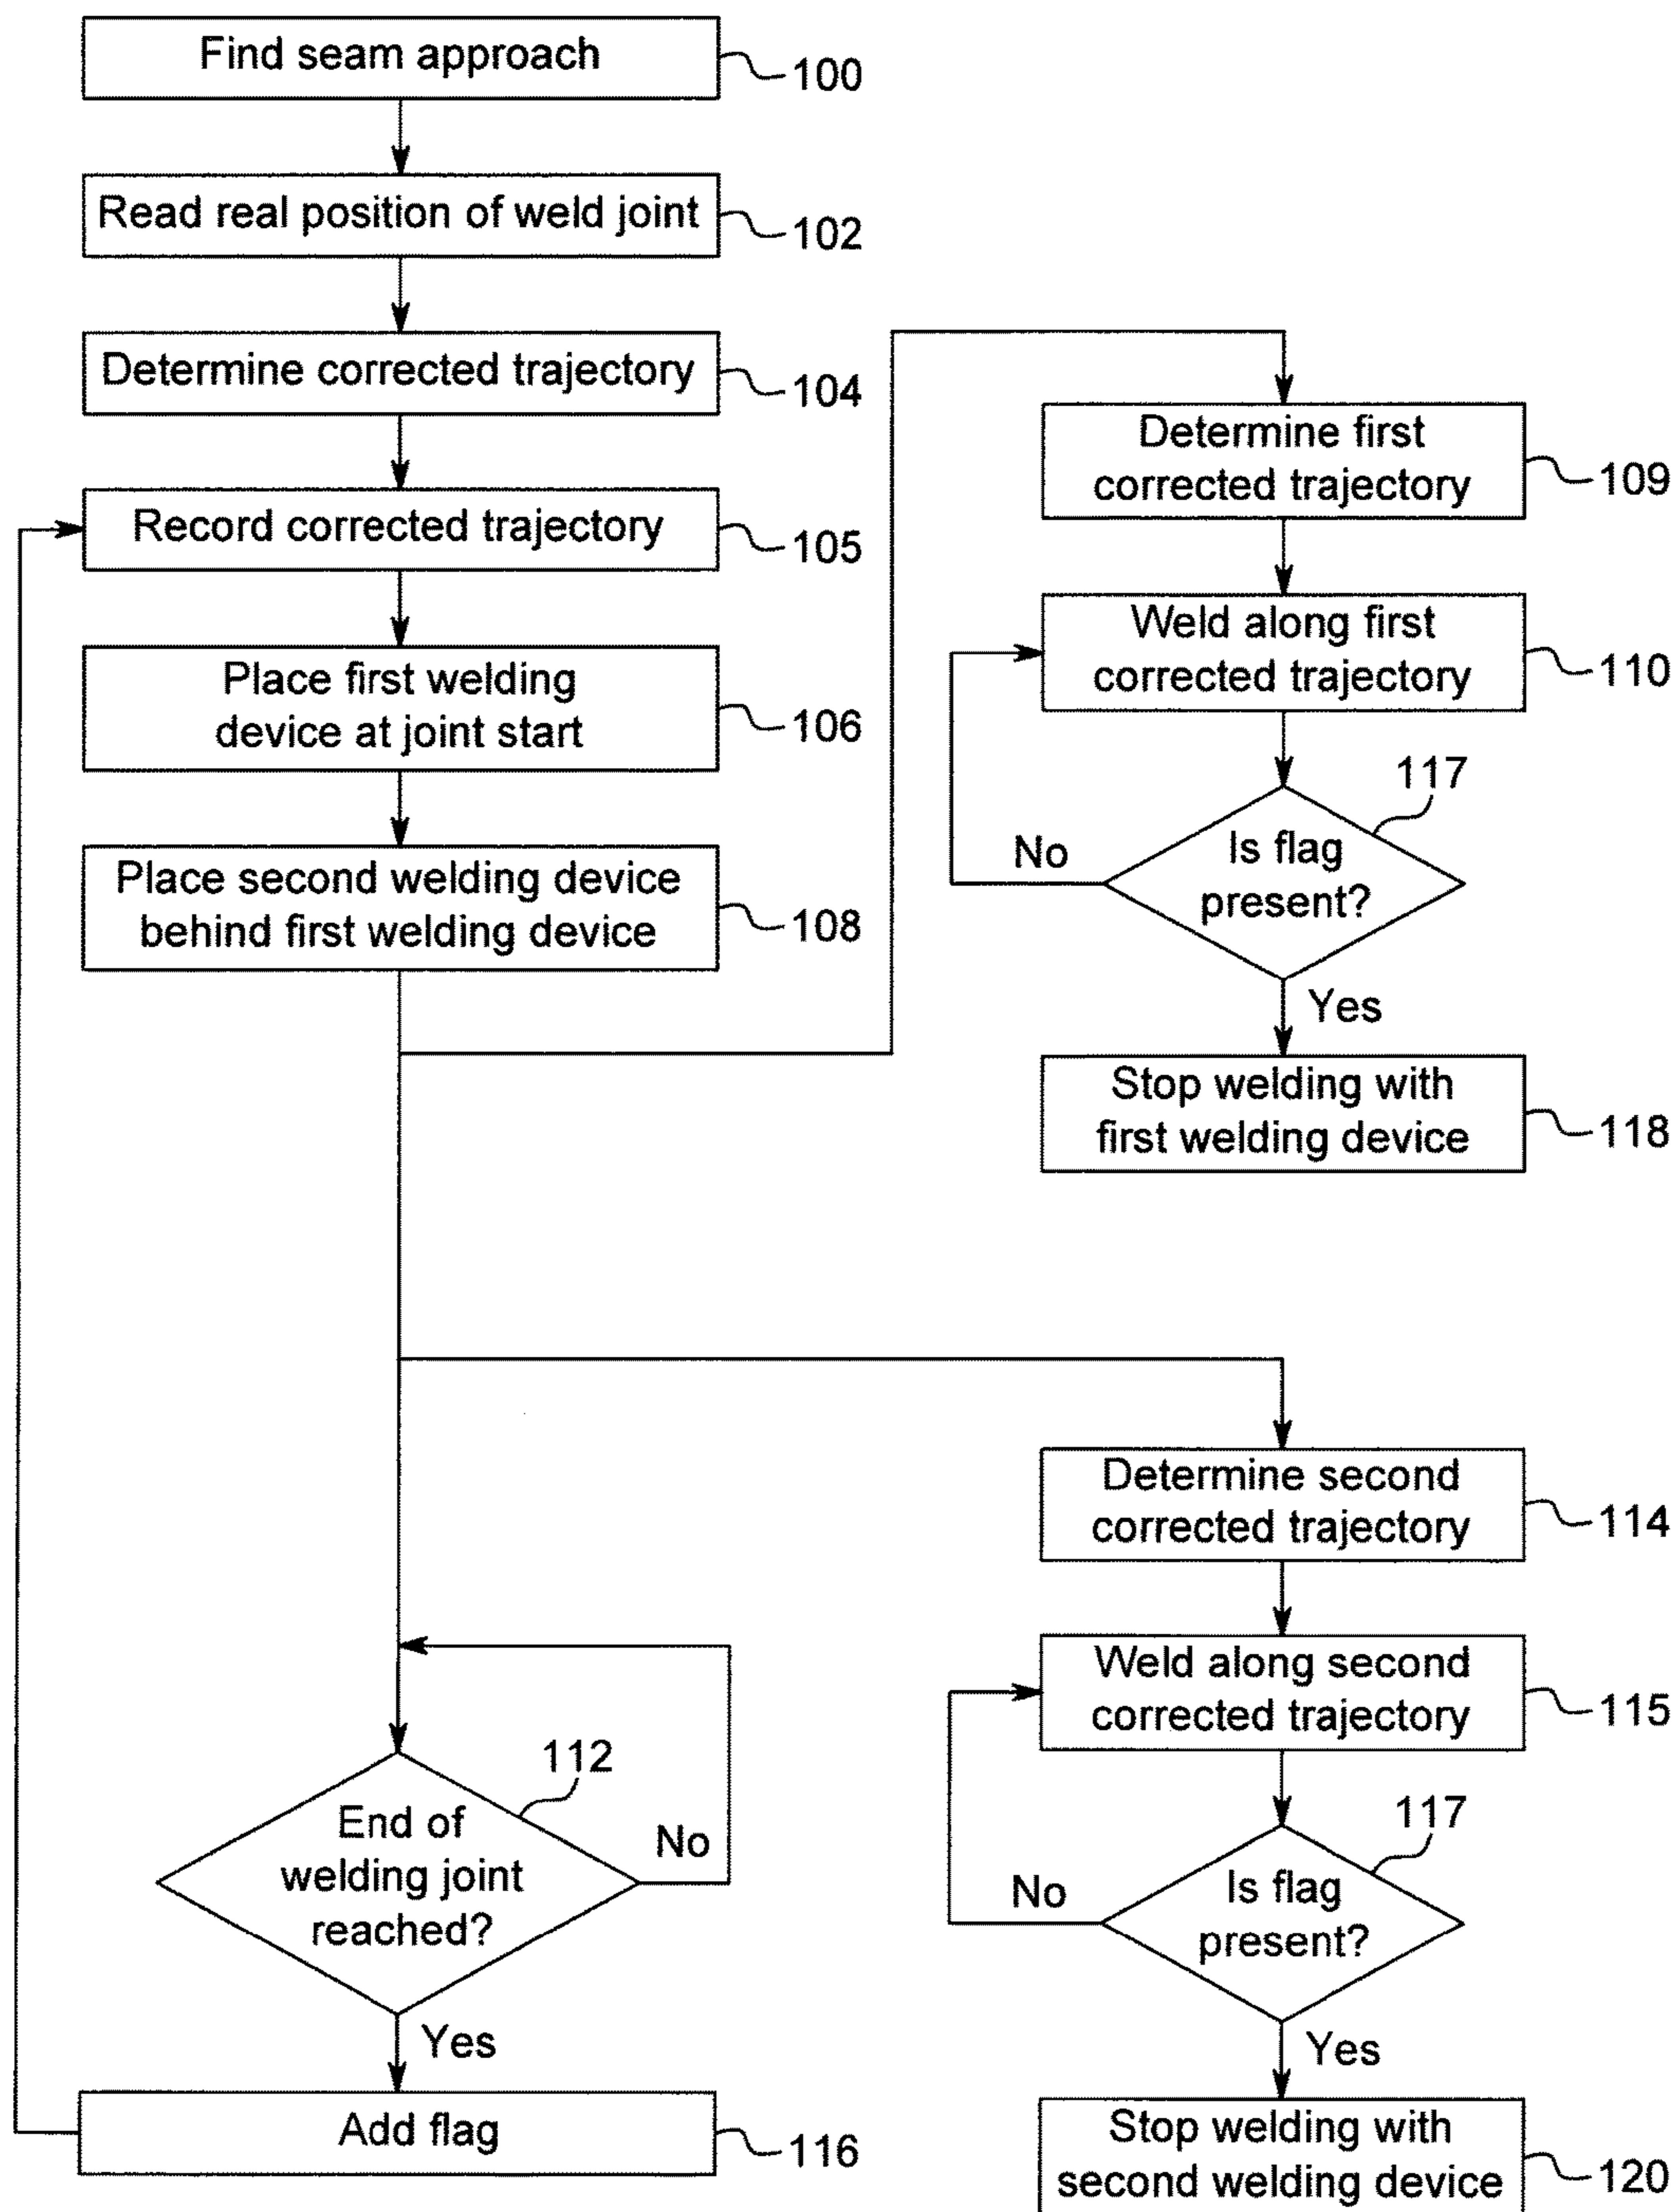 Find seam approach
100
Read real position of weld joint
102
Determine corrected trajectory
104
Record corrected trajectory
105
Place first welding
device at joint start
106
Place second welding device
behind first welding device
108
Determine first
corrected trajectory
109
Weld along first
corrected trajectory
110
117
Is flag
present?
No
Yes
Stop welding with
first welding device
118
Determine second
corrected trajectory
114
Weld along second
corrected trajectory
115
117
Is flag
present?
No
Yes
Stop welding with
second welding device
120
112
End of
welding joint
reached?
No
Yes
Add flag
116